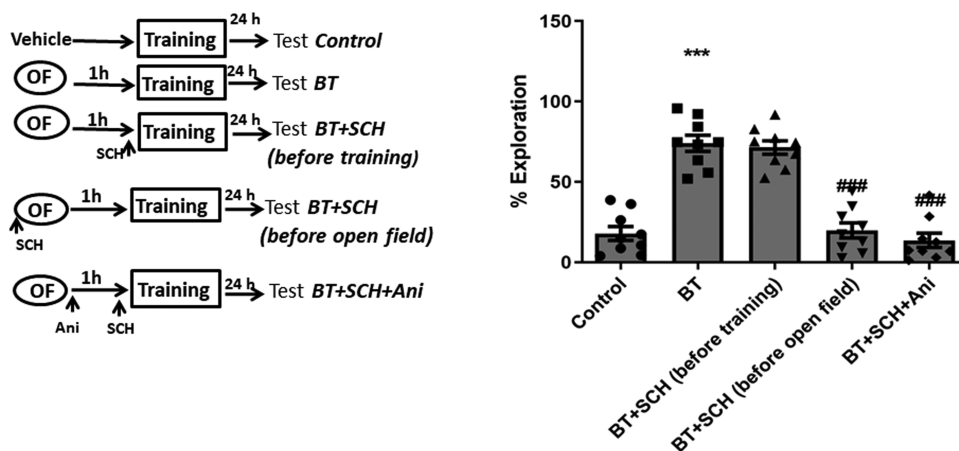 Vehicle Training 24 h Test Control
OF 1h Training 24 h Test BT
OF 1h Training 24 h Test BT+SCH
SCH (before training)
OF 1h Training 24 h Test BT+SCH
SCH (before open field)
OF 1h Training 24 h Test BT+SCH+Ani
Ani SCH
% Exploration
150
100
50
0
***
###
###
Control
BT
BT+SCH (before training)
BT+SCH (before open field)
BT+SCH+Ani